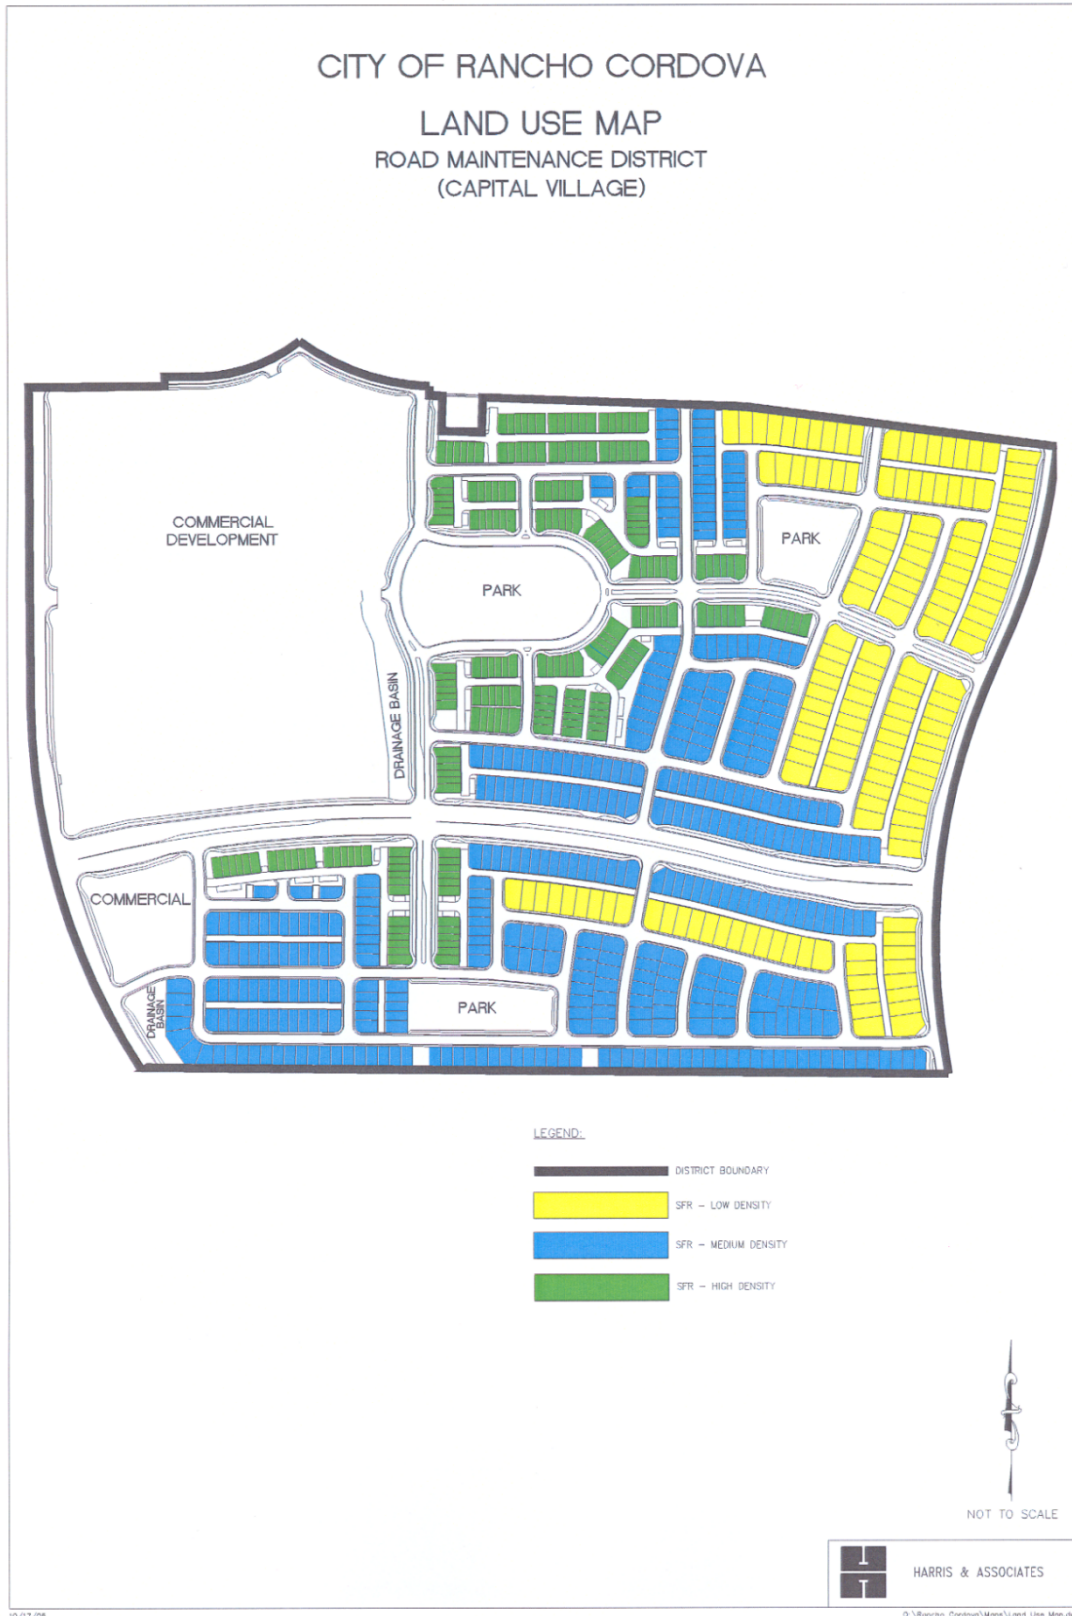 CITY OF RANCHO CORDOVA
LAND USE MAP
ROAD MAINTENANCE DISTRICT
(CAPITAL VILLAGE)
COMMERCIAL
DEVELOPMENT
PARK
PARK
DRAINAGE BASIN
COMMERCIAL
DRAINAGE
BASIN
PARK
LEGEND:
DISTRICT BOUNDARY
SFR - LOW DENSITY
SFR - MEDIUM DENSITY
SFR - HIGH DENSITY
NOT TO SCALE
HARRIS & ASSOCIATES